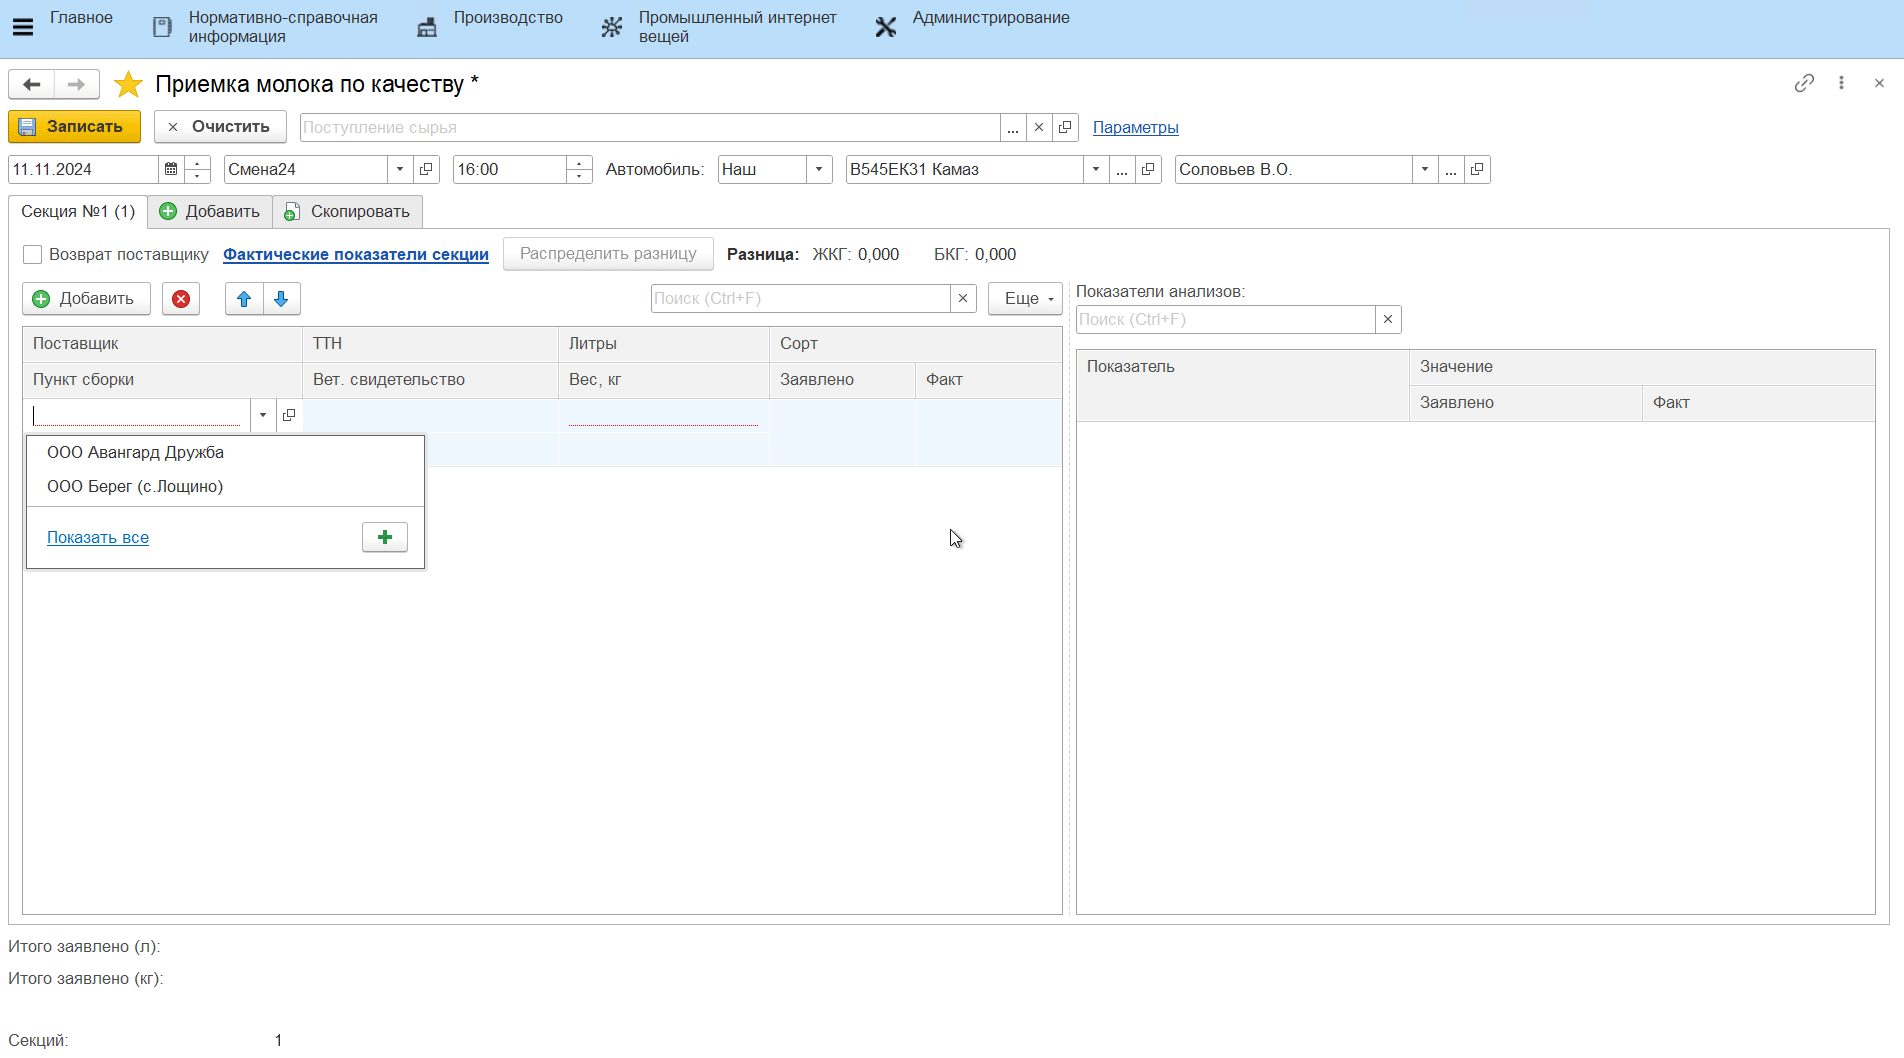 Главное
Нормативно-справочная
информация
Производство
Промышленный интернет
вещей
Администрирование
Приемка молока по качеству *
Записать
Очистить
Поступление сырья
...
Параметры
11.11.2024
Смена24
16:00
Автомобиль:
Наш
В545ЕК31 Камаз
...
Соловьев В.О.
...
Секция №1 (1)
Добавить
Скопировать
Возврат поставщику
Фактические показатели секции
Распределить разницу
Разница:
ЖКГ: 0,000
БКГ: 0,000
Добавить
Поиск (Ctrl+F)
Еще
Поставщик
ТТН
Литры
Сорт
Пункт сборки
Вет. свидетельство
Вес, кг
Заявлено
Факт
ООО Авангард Дружба
ООО Берег (с.Лощино)
Показать все
Показатели анализов:
Поиск (Ctrl+F)
Показатель
Значение
Заявлено
Факт
Итого заявлено (л):
Итого заявлено (кг):
Секций: 1